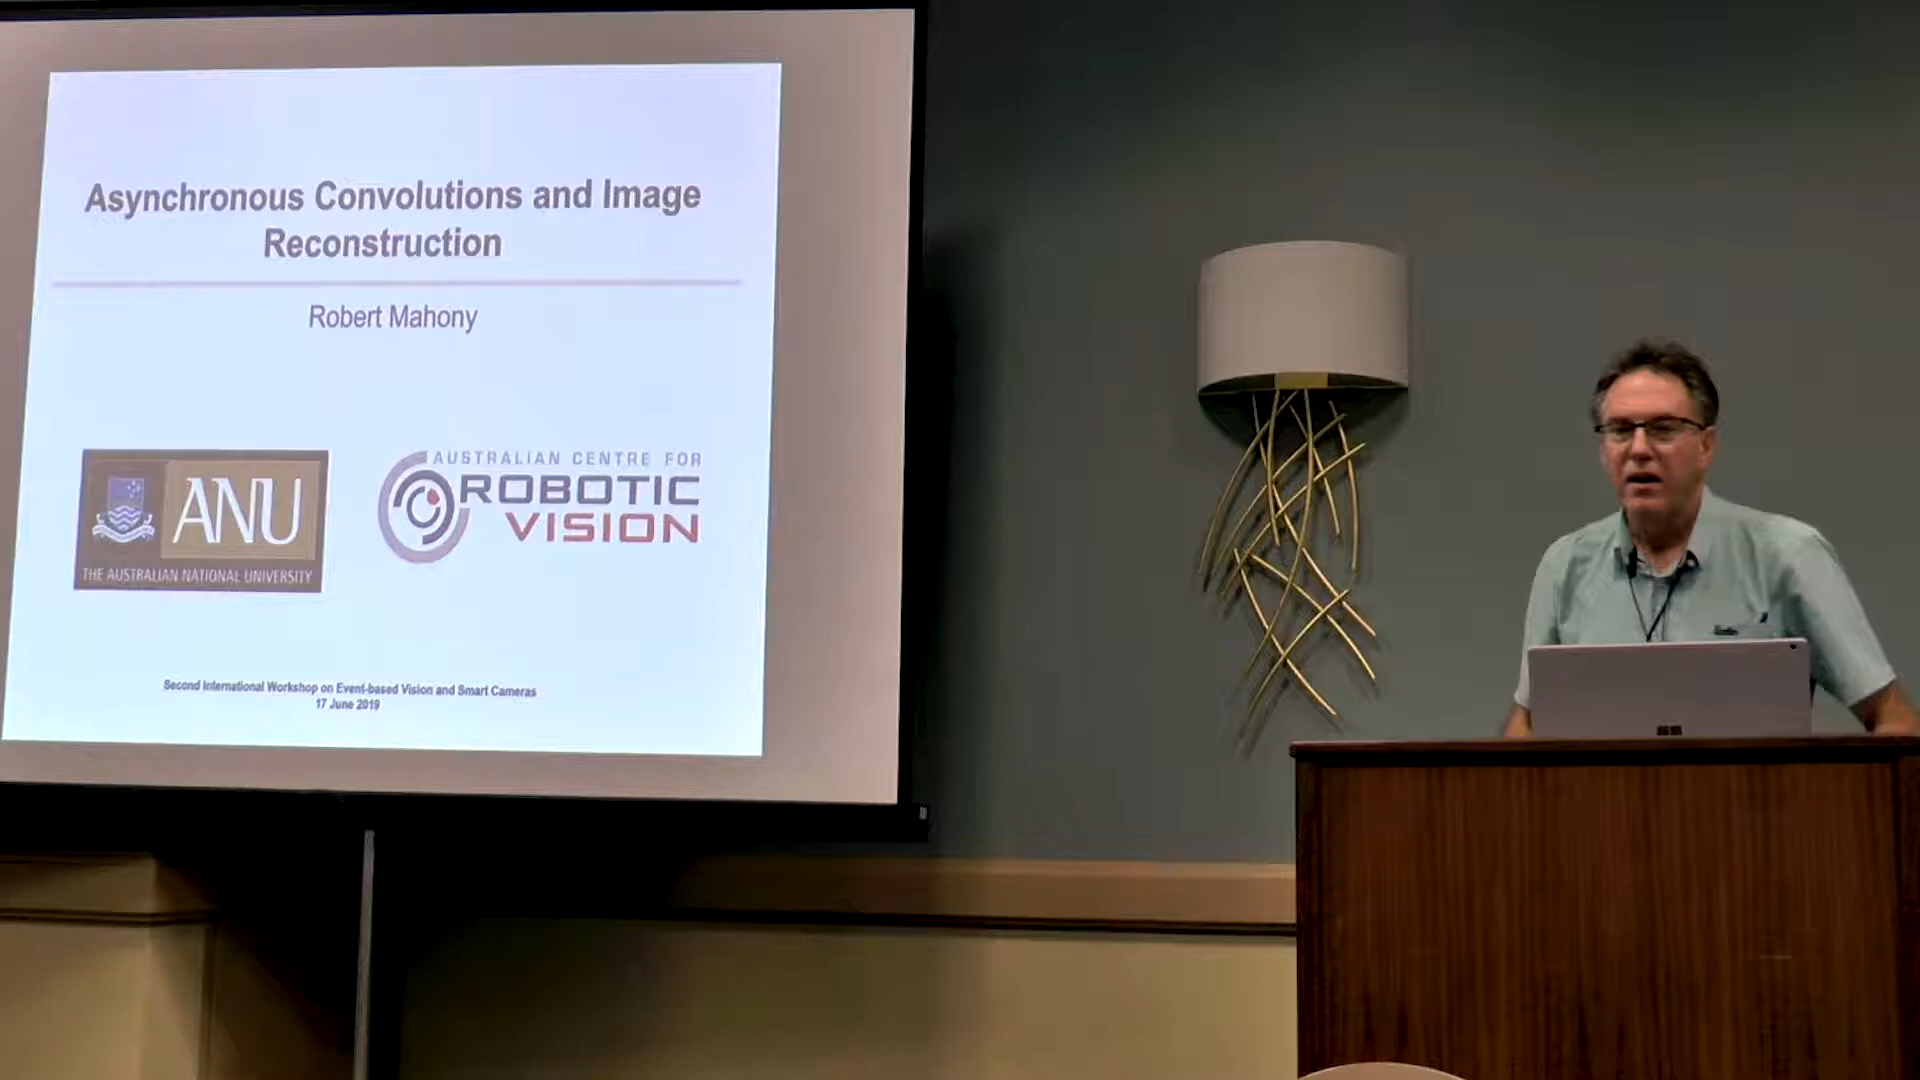 Asynchronous Convolutions and Image
Reconstruction
Robert Mahony
ANU
THE AUSTRALIAN NATIONAL UNIVERSITY
AUSTRALIAN CENTRE FOR
ROBOTIC
VISION
Second International Workshop on Event-based Vision and Smart Cameras
17 June 2019